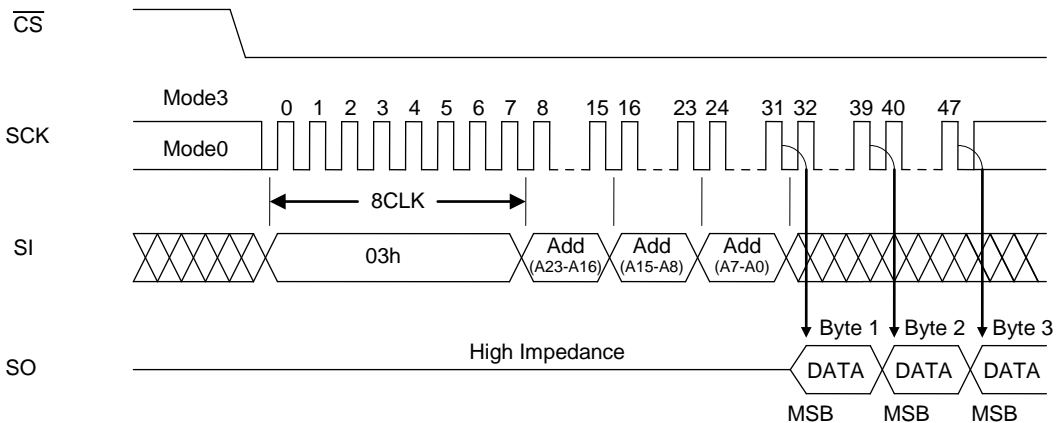 CS
Mode3
0 1 2 3 4 5 6 7 8 15 16 23 24 31 32 39 40 47
SCK
Mode0
8CLK
SI
03h
Add
(A23-A16)
Add
(A15-A8)
Add
(A7-A0)
Byte 1 Byte 2 Byte 3
High Impedance
SO
DATA DATA DATA
MSB MSB MSB